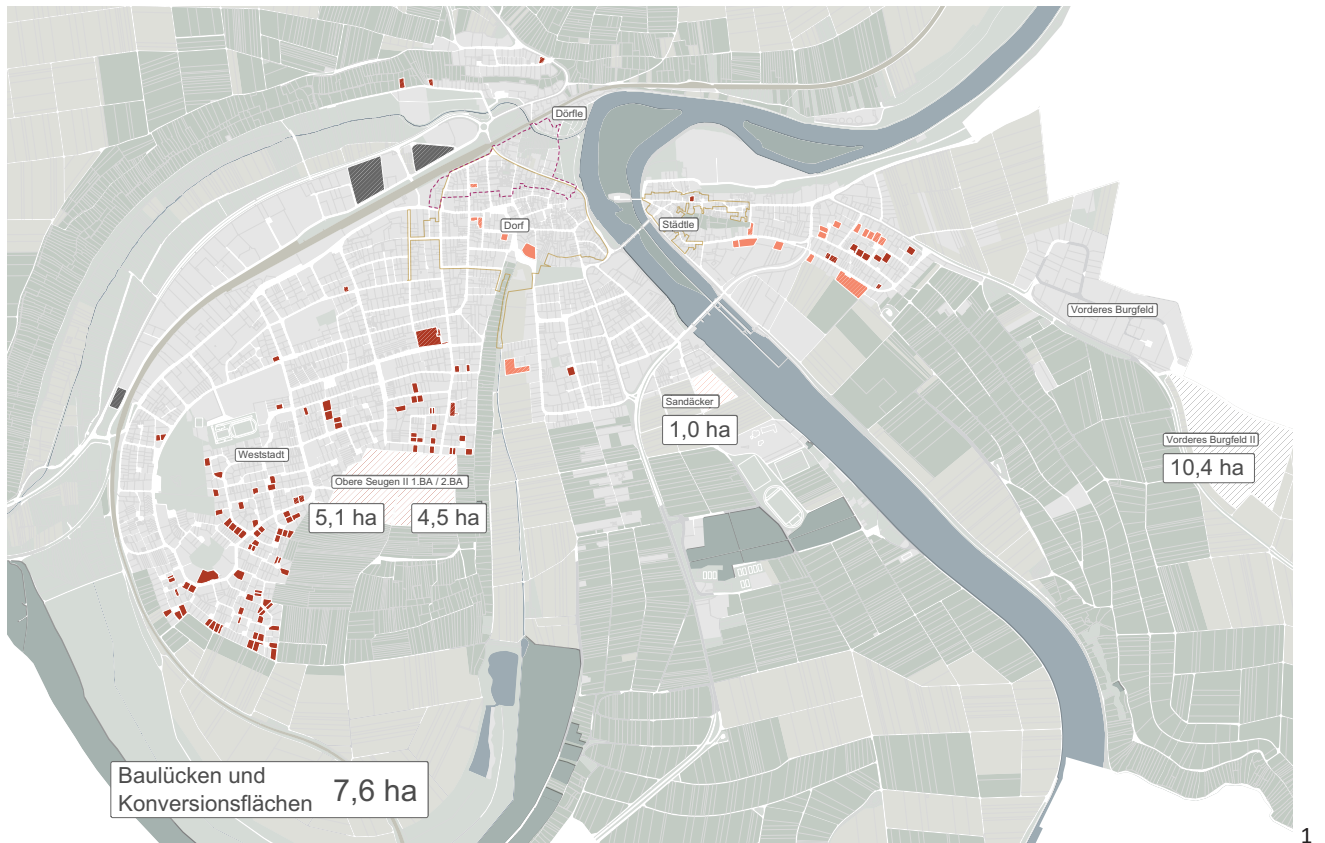 Dörfle
Dorf
Städtle
Vorderes Burgfeld
Sandäcker
1,0 ha
Vorderes Burgfeld II
10,4 ha
Weststadt
Obere Seugen II 1.BA / 2.BA
5,1 ha
4,5 ha
Baulücken und
Konversionsflächen 7,6 ha
1